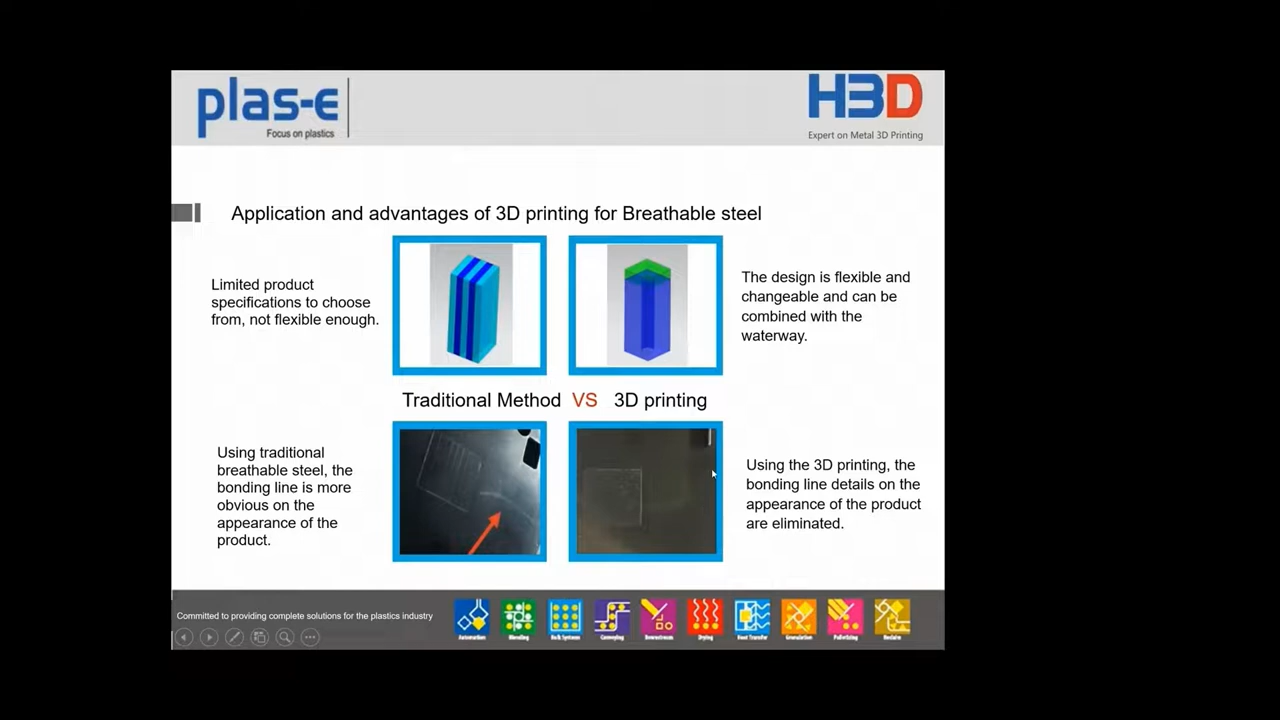 plas-e
Focus on plastics
H3D
Expert on Metal 3D Printing
Application and advantages of 3D printing for Breathable steel
Limited product
specifications to choose
from, not flexible enough.
The design is flexible and
changeable and can be
combined with the
waterway.
Traditional Method VS 3D printing
Using traditional
breathable steel, the
bonding line is more
obvious on the
appearance of the
product.
Using the 3D printing, the
bonding line details on the
appearance of the product
are eliminated.
Committed to providing complete solutions for the plastics industry
Automation
Blending
Bulk Systems
Conveying
Downstream
Drying
Heat Transfer
Granulation
Palletizing